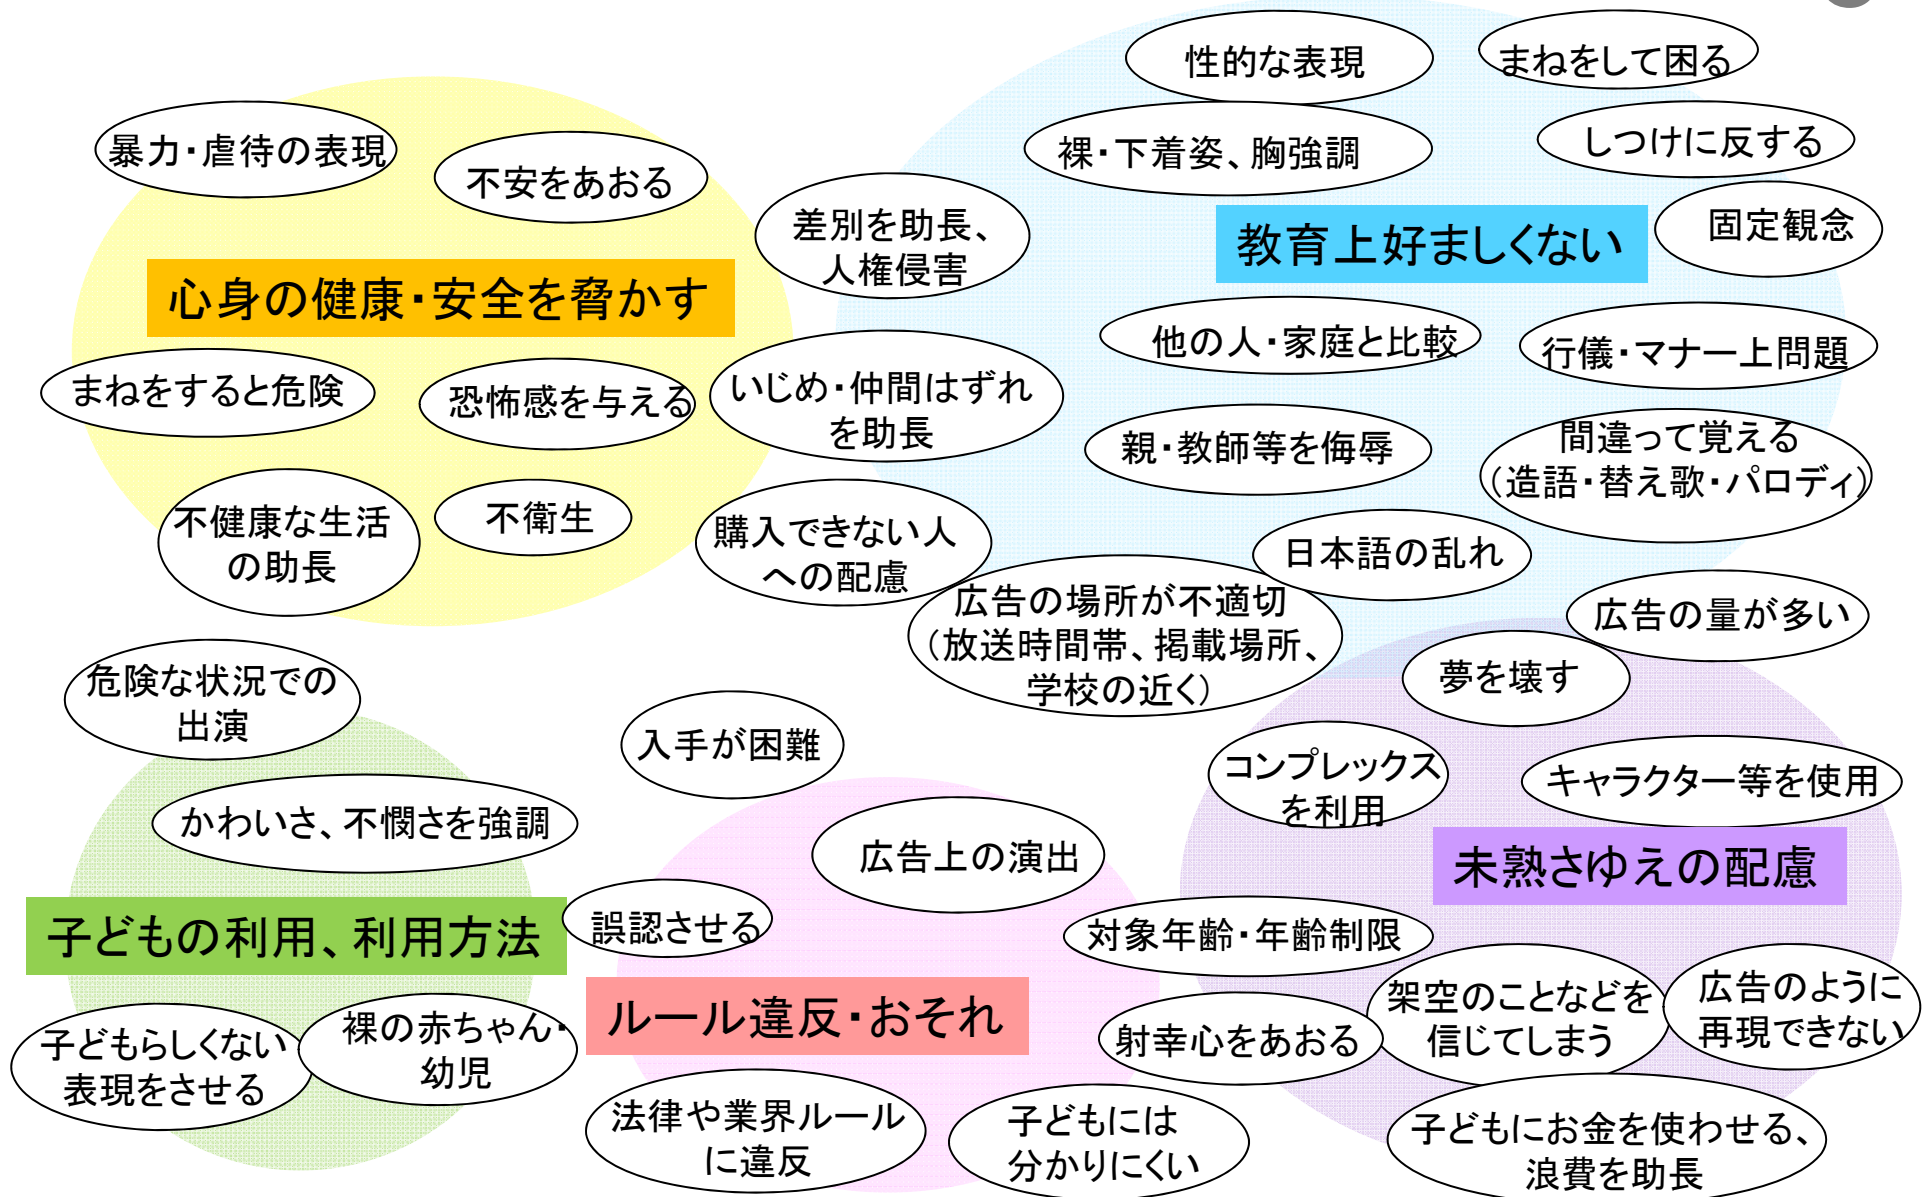 性的な表現
まねをして困る
暴力・虐待の表現
不安をあおる
裸・下着姿、胸強調
しつけに反する
差別を助長、
人権侵害
教育上好ましくない
固定観念
心身の健康・安全を脅かす
他の人・家庭と比較
行儀・マナー上問題
まねをすると危険
恐怖感を与える
いじめ・仲間はずれ
を助長
親・教師等を侮辱
間違って覚える
(造語・替え歌・パロディ)
不健康な生活
の助長
不衛生
購入できない人
への配慮
日本語の乱れ
広告の場所が不適切
(放送時間帯、掲載場所、
学校の近く)
広告の量が多い
夢を壊す
危険な状況での
出演
入手が困難
コンプレックス
を利用
キャラクター等を使用
かわいさ、不憫さを強調
広告上の演出
未熟さゆえの配慮
子どもの利用、利用方法
誤認させる
対象年齢・年齢制限
ルール違反・おそれ
射幸心をあおる
架空のことなどを
信じてしまう
広告のように
再現できない
子どもらしくない
表現をさせる
裸の赤ちゃん・
幼児
法律や業界ルール
に違反
子どもには
分かりにくい
子どもにお金を使わせる、
浪費を助長